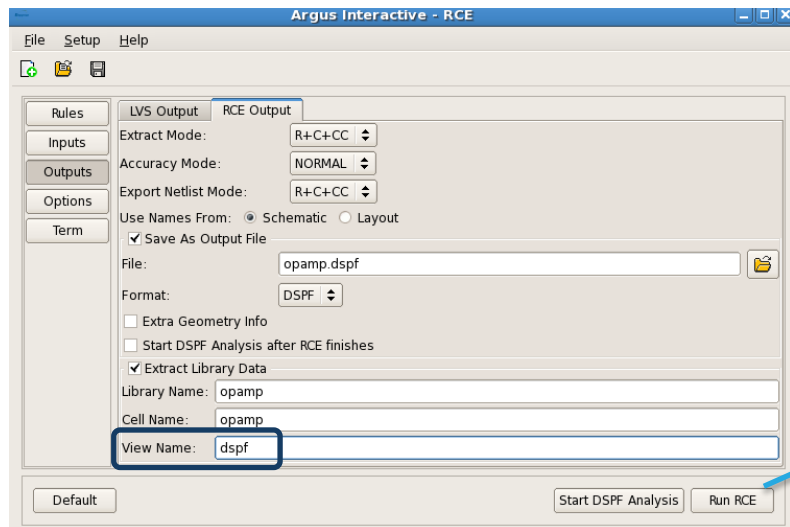 Argus Interactive - RCE
File Setup Help
Rules
Inputs
Outputs
Options
Term
LVS Output RCE Output
Extract Mode: R+C+CC
Accuracy Mode: NORMAL
Export Netlist Mode: R+C+CC
Use Names From: Schematic Layout
Save As Output File
File: opamp.dspf
Format: DSPF
Extra Geometry Info
Start DSPF Analysis after RCE finishes
Extract Library Data
Library Name: opamp
Cell Name: opamp
View Name: dspf
Default Start DSPF Analysis Run RCE